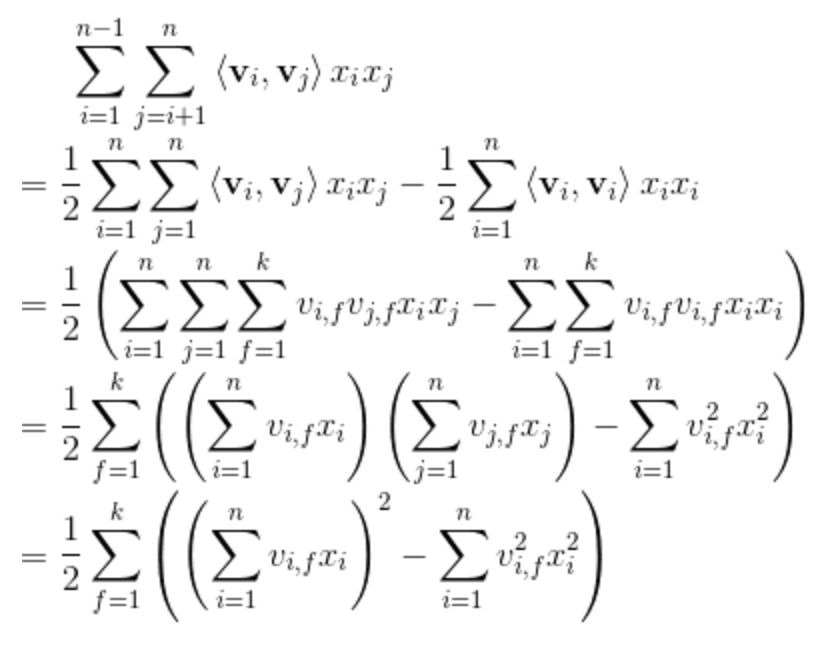 \sum_{i=1}^{n-1} \sum_{j=i+1}^{n} \langle \mathbf{v}_i, \mathbf{v}_j \rangle x_i x_j
= \frac{1}{2} \sum_{i=1}^{n} \sum_{j=1}^{n} \langle \mathbf{v}_i, \mathbf{v}_j \rangle x_i x_j - \frac{1}{2} \sum_{i=1}^{n} \langle \mathbf{v}_i, \mathbf{v}_i \rangle x_i x_i
= \frac{1}{2} \left( \sum_{i=1}^{n} \sum_{j=1}^{n} \sum_{f=1}^{k} v_{i,f} v_{j,f} x_i x_j - \sum_{i=1}^{n} \sum_{f=1}^{k} v_{i,f} v_{i,f} x_i x_i \right)
= \frac{1}{2} \sum_{f=1}^{k} \left( \left( \sum_{i=1}^{n} v_{i,f} x_i \right) \left( \sum_{j=1}^{n} v_{j,f} x_j \right) - \sum_{i=1}^{n} v_{i,f}^2 x_i^2 \right)
= \frac{1}{2} \sum_{f=1}^{k} \left( \left( \sum_{i=1}^{n} v_{i,f} x_i \right)^2 - \sum_{i=1}^{n} v_{i,f}^2 x_i^2 \right)